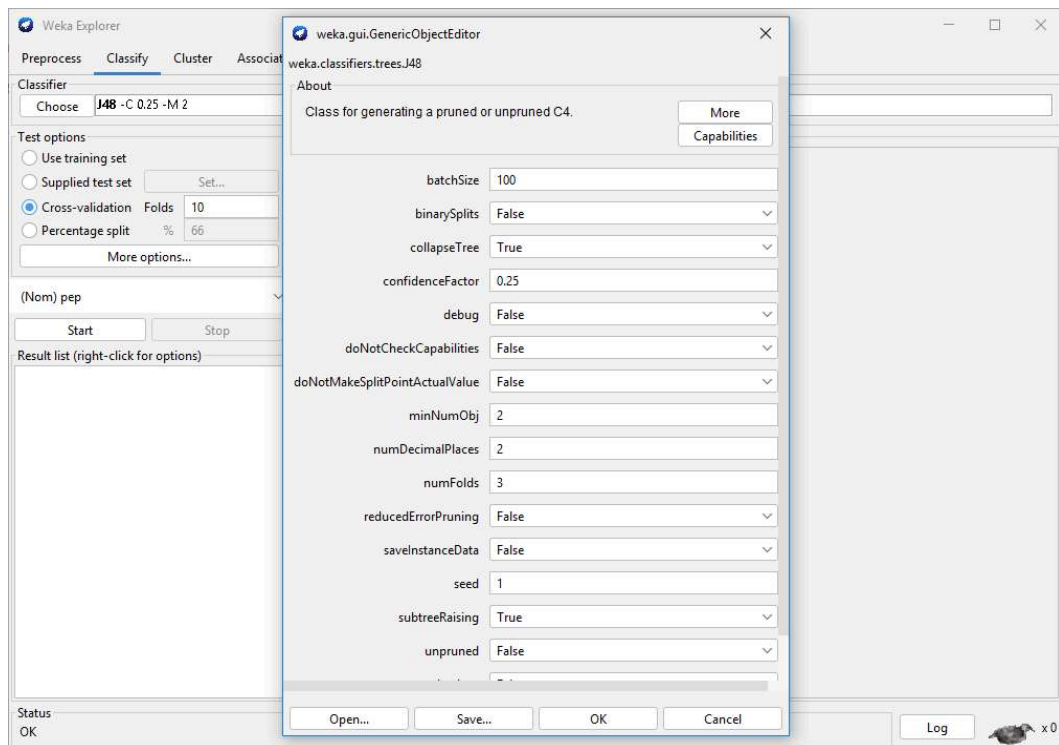 Weka Explorer
Preprocess Classify Cluster Associat
Classifier
Choose J48 -C 0.25 -M 2
Test options
Use training set
Supplied test set Set...
Cross-validation Folds 10
Percentage split % 66
More options...
(Nom) pep
Start Stop
Result list (right-click for options)
Status
OK
Log
x 0
weka.gui.GenericObjectEditor
weka.classifiers.trees.J48
About
Class for generating a pruned or unpruned C4.
More
Capabilities
batchSize 100
binarySplits False
collapseTree True
confidenceFactor 0.25
debug False
doNotCheckCapabilities False
doNotMakeSplitPointActualValue False
minNumObj 2
numDecimalPlaces 2
numFolds 3
reducedErrorPruning False
saveInstanceData False
seed 1
subtreeRaising True
unpruned False
Open... Save... OK Cancel